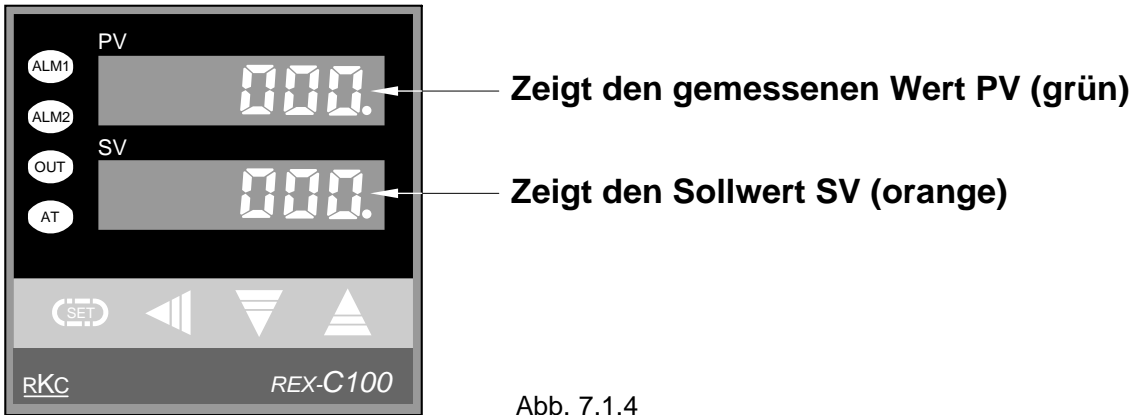 PV
ALM1
000.
Zeigt den gemessenen Wert PV (grün)
ALM2
SV
OUT
000.
Zeigt den Sollwert SV (orange)
AT
SET
RKC
REX-C100
Abb. 7.1.4